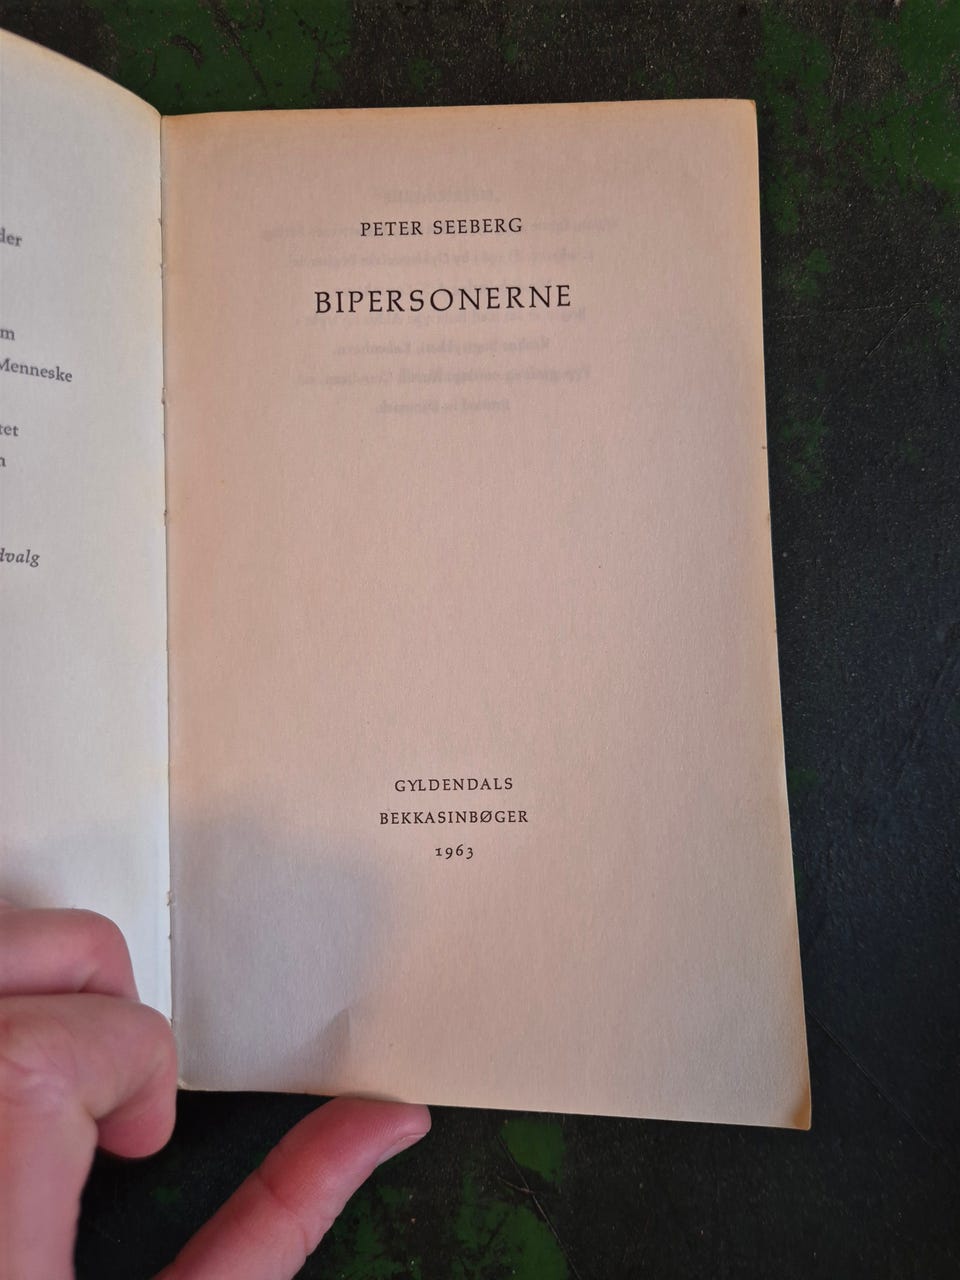 der
m
Menneske
tet
n
dvalg
PETER SEEBERG
BIPERSONERNE
GYLDENDALS
BEKKASINBØGER
1963